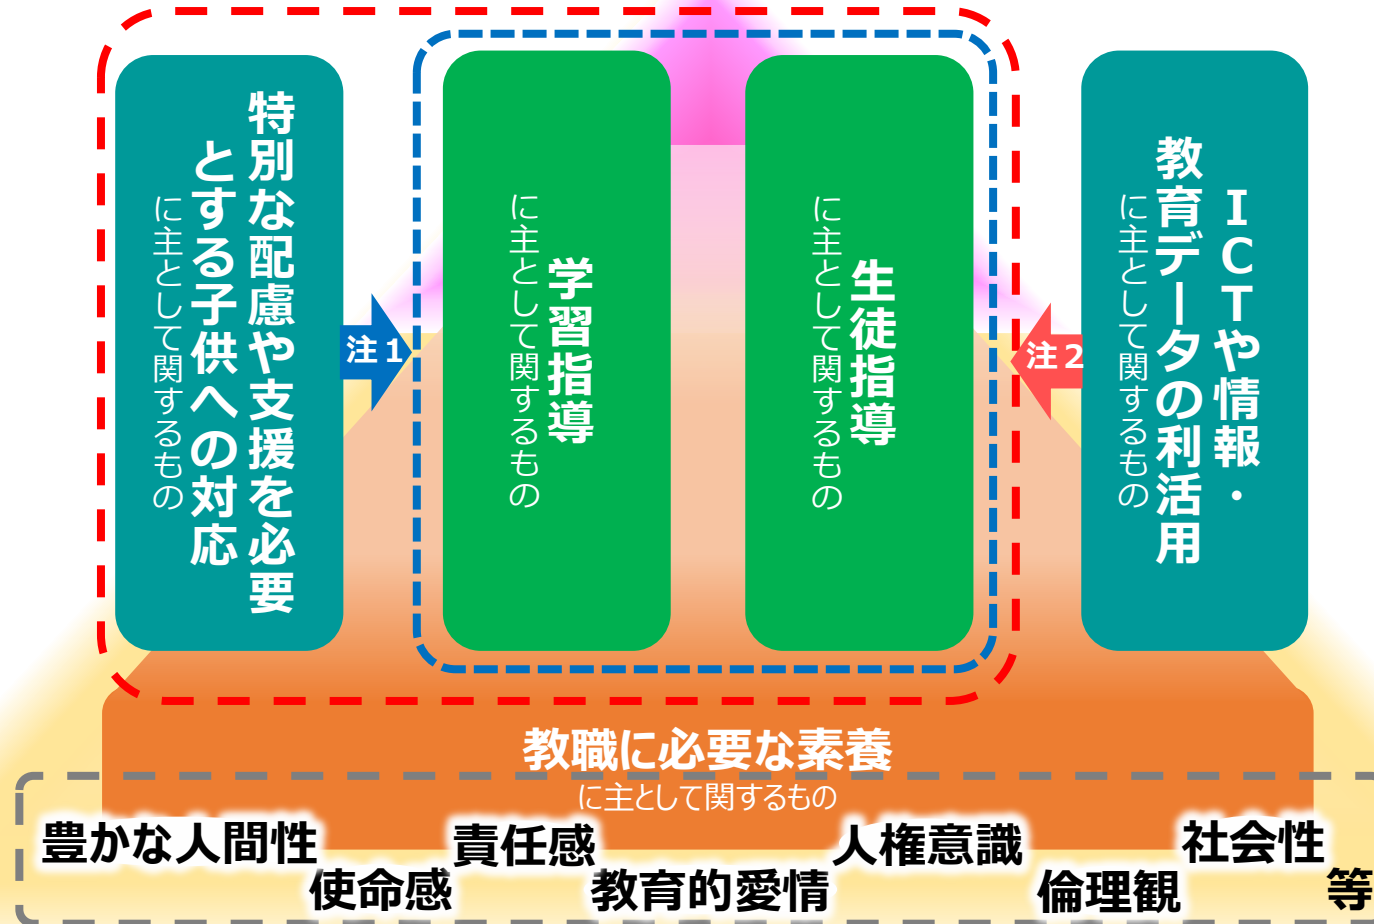 特別な配慮や支援を必要
とする子供への対応
に主として関するもの
注１
学習指導
に主として関するもの
生徒指導
に主として関するもの
注２
ＩＣＴや情報・
教育データの利活用
に主として関するもの
教職に必要な素養
に主として関するもの
豊かな人間性
使命感
責任感
教育的愛情
人権意識
倫理観
社会性
等